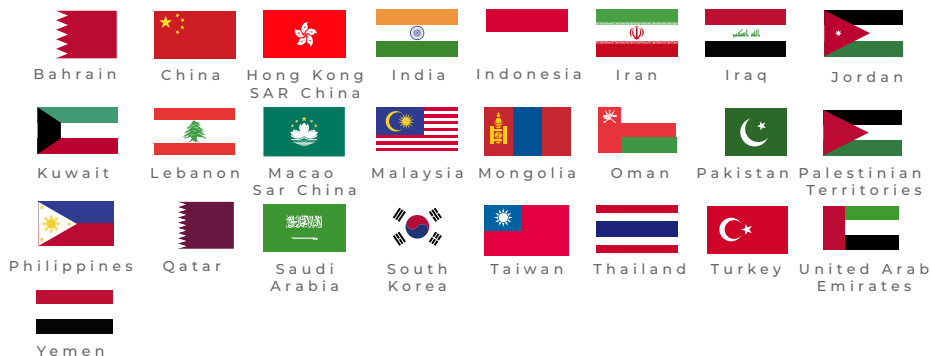 Bahrain
China
Hong Kong
SAR China
India
Indonesia
Iran
Iraq
Jordan
Kuwait
Lebanon
Macao
Sar China
Malaysia
Mongolia
Oman
Pakistan
Palestinian
Territories
Philippines
Qatar
Saudi
Arabia
South
Korea
Taiwan
Thailand
Turkey
United Arab
Emirates
Yemen